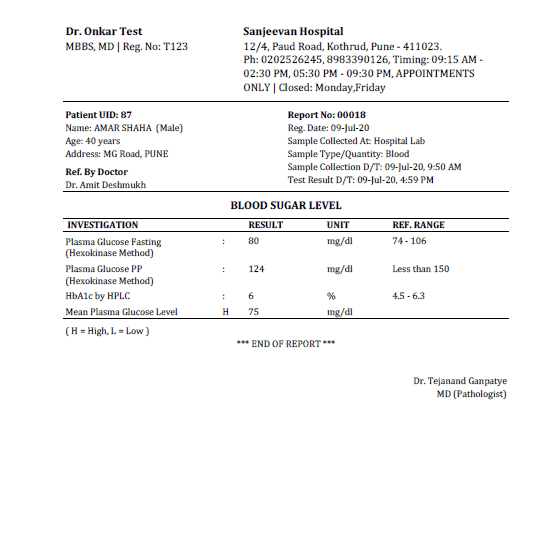 Dr. Onkar Test
MBBS, MD | Reg. No: T123
Sanjeevan Hospital
12/4, Paud Road, Kothrud, Pune - 411023.
Ph: 0202526245, 8983390126, Timing: 09:15 AM -
02:30 PM, 05:30 PM - 09:30 PM, APPOINTMENTS
ONLY | Closed: Monday,Friday
Patient UID: 87
Name: AMAR SHAHA (Male)
Age: 40 years
Address: MG Road, PUNE
Ref. By Doctor
Dr. Amit Deshmukh
Report No: 00018
Reg. Date: 09-Jul-20
Sample Collected At: Hospital Lab
Sample Type/Quantity: Blood
Sample Collection D/T: 09-Jul-20, 9:50 AM
Test Result D/T: 09-Jul-20, 4:59 PM
BLOOD SUGAR LEVEL
INVESTIGATION RESULT UNIT REF. RANGE
Plasma Glucose Fasting : 80 mg/dl 74 - 106
(Hexokinase Method)
Plasma Glucose PP : 124 mg/dl Less than 150
(Hexokinase Method)
HbA1c by HPLC : 6 % 4.5 - 6.3
Mean Plasma Glucose Level H 75 mg/dl
( H = High, L = Low )
*** END OF REPORT ***
Dr. Tejanand Ganpatye
MD (Pathologist)